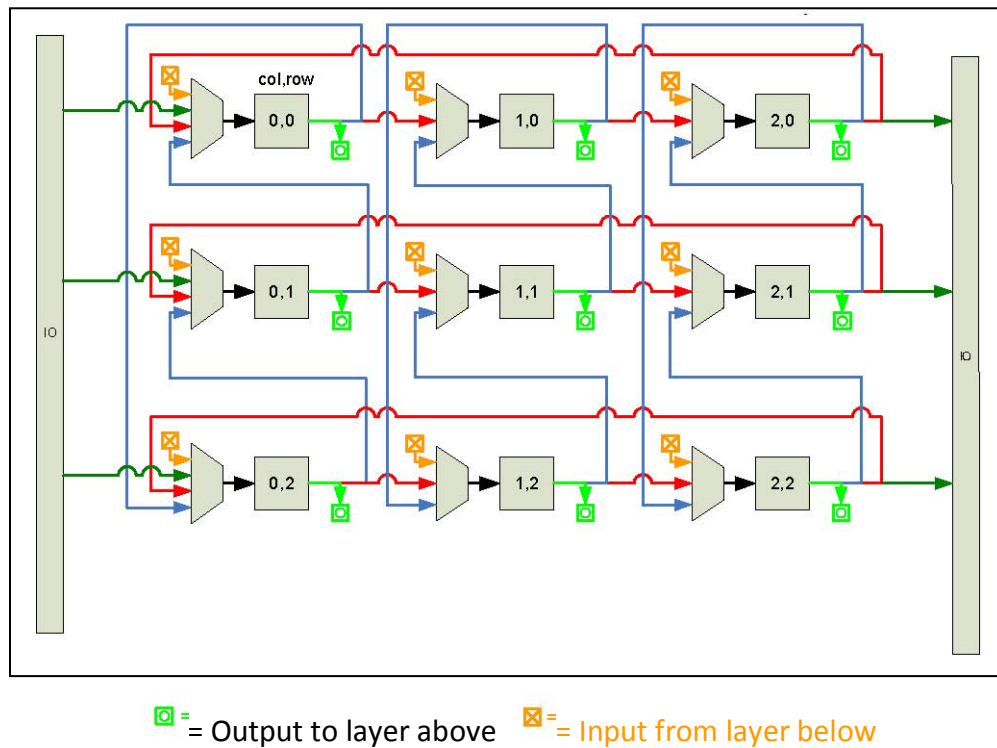 col,row
0,0
1,0
2,0
0,1
1,1
2,1
IO
IO
0,2
1,2
2,2
= = Output to layer above = = Input from layer below